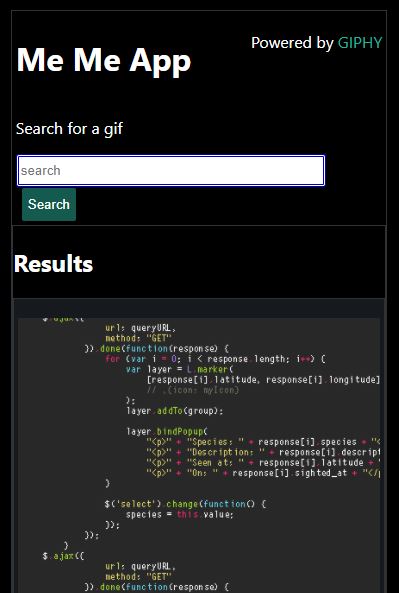 Me Me App
Powered by GIPHY
Search for a gif
search
Search
Results
$.ajax({
url: queryURL,
method: "GET"
}).done(function(response) {
for (var i = 0; i < response.length; i++) {
var layer = L.marker(
[response[i].latitude, response[i].longitude]
// ,{icon: myIcon}
);
layer.addTo(group);
layer.bindPopup(
"<p>" + "Species: " + response[i].species + "<
"<p>" + "Description: " + response[i].descript
"<p>" + "Seen at: " + response[i].latitude + "
"<p>" + "On: " + response[i].sighted_at + "</p
}
$('select').change(function() {
species = this.value;
});
});
}
$.ajax({
url: queryURL,
method: "GET"
}).done(function(response) {